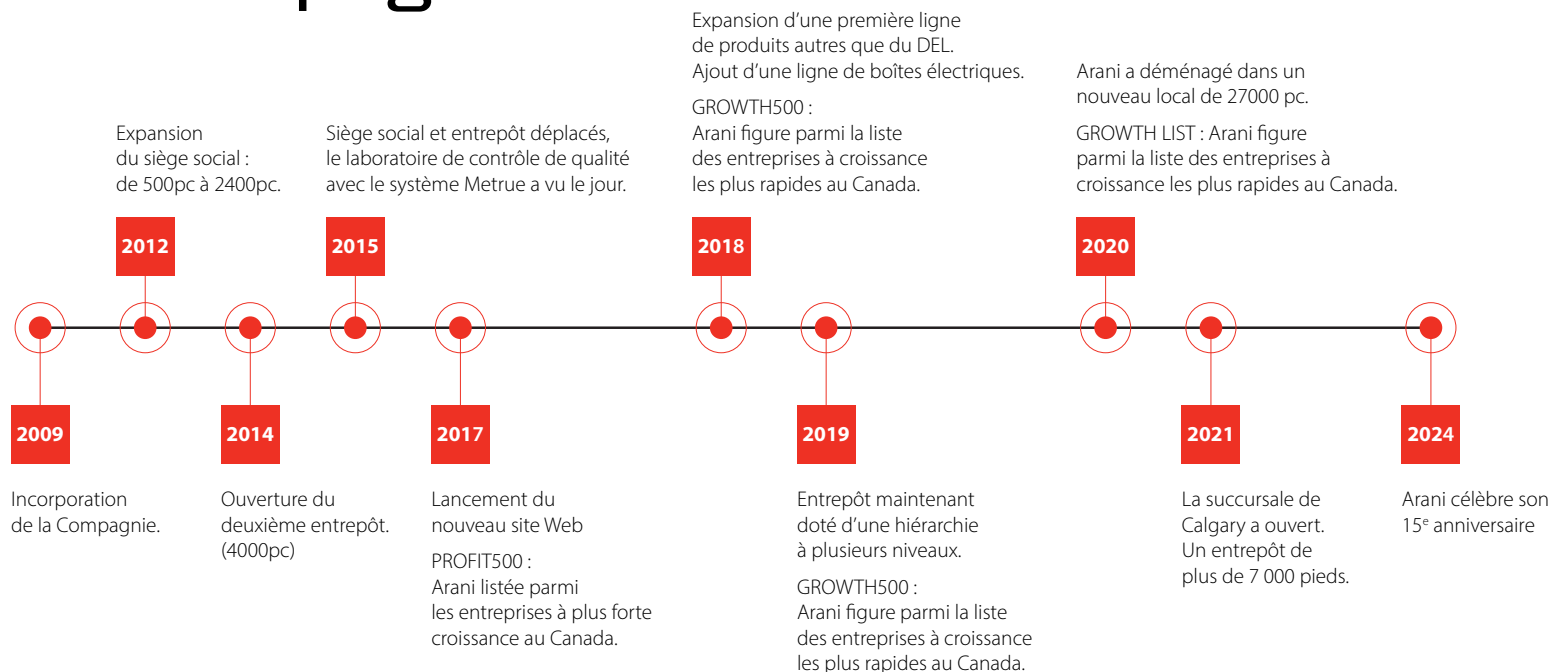 Expansion
du siège social :
de 500pc à 2400pc.
2012
Siège social et entrepôt déplacés,
le laboratoire de contrôle de qualité
avec le système Metrue a vu le jour.
2015
Expansion d’une première ligne
de produits autres que du DEL.
Ajout d’une ligne de boîtes électriques.
GROWTH500 :
Arani figure parmi la liste
des entreprises à croissance
les plus rapides au Canada.
2018
Arani a déménagé dans un
nouveau local de 27000 pc.
GROWTH LIST : Arani figure
parmi la liste des entreprises à
croissance les plus rapides au Canada.
2020
2009
Incorporation
de la Compagnie.
2014
Ouverture du
deuxième entrepôt.
(4000pc)
2017
Lancement du
nouveau site Web
PROFIT500 :
Arani listée parmi
les entreprises à plus forte
croissance au Canada.
2019
Entrepôt maintenant
doté d’une hiérarchie
à plusieurs niveaux.
GROWTH500 :
Arani figure parmi la liste
des entreprises à croissance
les plus rapides au Canada.
2021
La succursale de
Calgary a ouvert.
Un entrepôt de
plus de 7 000 pieds.
2024
Arani célèbre son
15e anniversaire